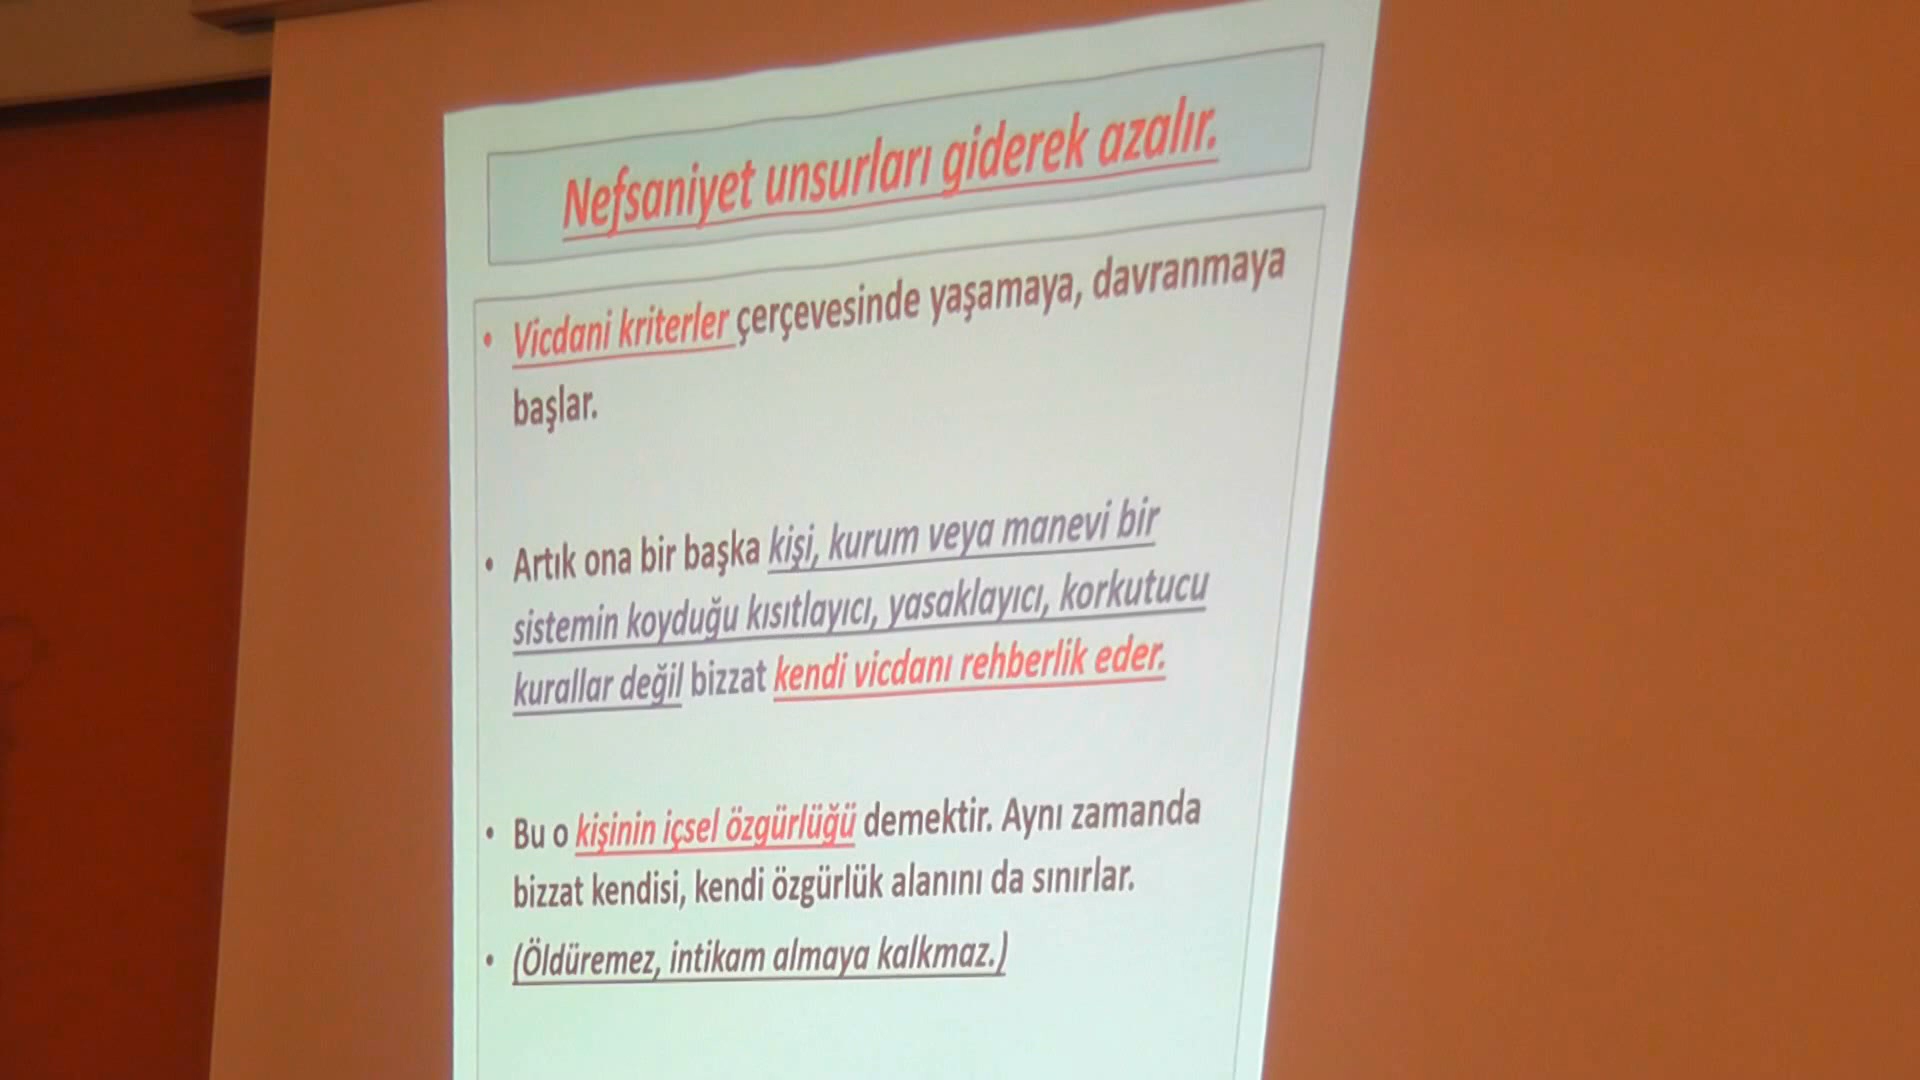 Nefsaniyet unsurları giderek azalır.
• Vicdani kriterler çerçevesinde yaşamaya, davranmaya
başlar.
• Artık ona bir başka kişi, kurum veya manevi bir
sistemin koyduğu kısıtlayıcı, yasaklayıcı, korkutucu
kurallar değil bizzat kendi vicdanı rehberlik eder.
• Bu o kişinin içsel özgürlüğü demektir. Aynı zamanda
bizzat kendisi, kendi özgürlük alanını da sınırlar.
• (Öldüremez, intikam almaya kalkmaz.)